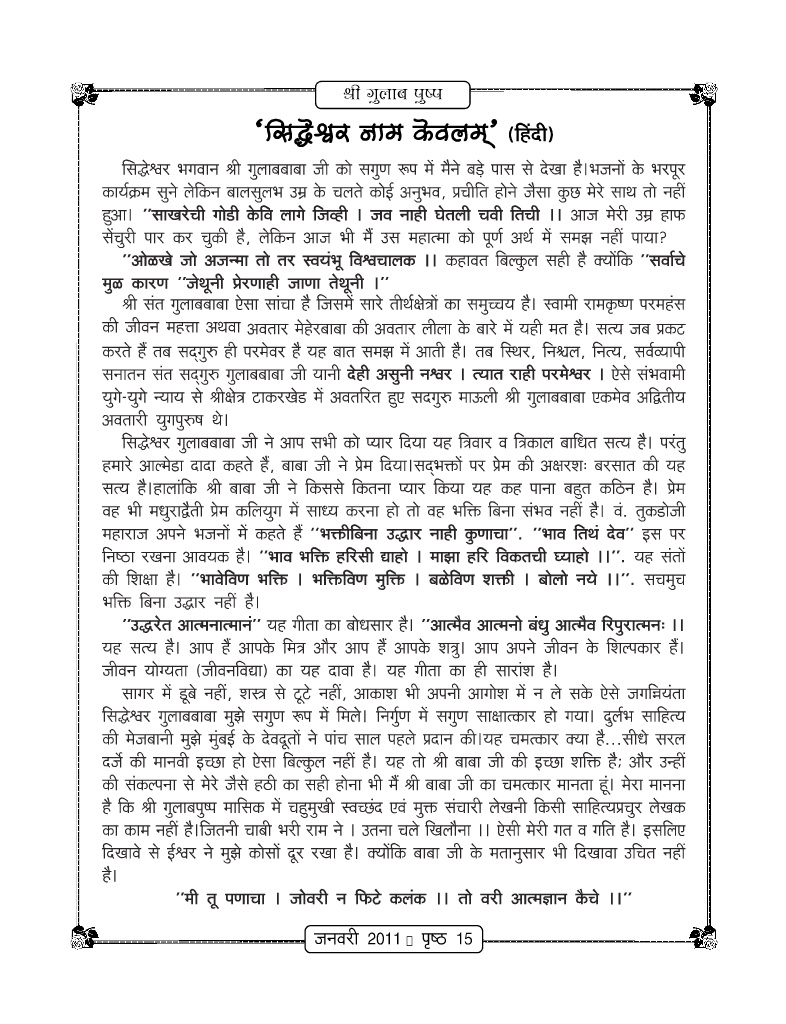 श्री गुलाब पुष्प
‘सिद्धेश्वर नाम केवलम्’ (हिंदी)
सिद्धेश्वर भगवान श्री गुलाबबाबा जी को सगुण रूप में मैने बड़े पास से देखा है।भजनों के भरपूर
कार्यक्रम सुने लेकिन बालसुलभ उम्र के चलते कोई अनुभव, प्रचीति होने जैसा कुछ मेरे साथ तो नहीं
हुआ। ″साखरेची गोडी केवि लागे जिव्ही । जव नाही घेतली चवी तिची ।। आज मेरी उम्र हाफ
सेंचुरी पार कर चुकी है, लेकिन आज भी मैं उस महात्मा को पूर्ण अर्थ में समझ नहीं पाया?
″ओळखे जो अजन्मा तो तर स्वयंभू विश्वचालक ।। कहावत बिल्कुल सही है क्योंकि ″सर्वाचे
मुळ कारण ″जेथूनी प्रेरणाही जाणा तेथूनी ।″
श्री संत गुलाबबाबा ऐसा सांचा है जिसमें सारे तीर्थक्षेत्रों का समुच्चय है। स्वामी रामकृष्ण परमहंस
की जीवन महत्ता अथवा अवतार मेहेरबाबा की अवतार लीला के बारे में यही मत है। सत्य जब प्रकट
करते हैं तब सद्‌गुरु ही परमेवर है यह बात समझ में आती है। तब स्थिर, निश्चल, नित्य, सर्वव्यापी
सनातन संत सद्‌गुरु गुलाबबाबा जी यानी देही असुनी नश्वर । त्यात राही परमेश्वर । ऐसे संभवामी
युगे-युगे न्याय से श्रीक्षेत्र टाकरखेड में अवतरित हुए सदगुरु माऊली श्री गुलाबबाबा एकमेव अद्वितीय
अवतारी युगपुरुष थे।
सिद्धेश्वर गुलाबबाबा जी ने आप सभी को प्यार दिया यह त्रिवार व त्रिकाल बाधित सत्य है। परंतु
हमारे आल्मेडा दादा कहते हैं, बाबा जी ने प्रेम दिया।सद्‌भक्तों पर प्रेम की अक्षरशः बरसात की यह
सत्य है।हालांकि श्री बाबा जी ने किससे कितना प्यार किया यह कह पाना बहुत कठिन है। प्रेम
वह भी मधुराद्वैती प्रेम कलियुग में साध्य करना हो तो वह भक्ति बिना संभव नहीं है। वं. तुकडोजी
महाराज अपने भजनों में कहते हैं ″भक्तीबिना उद्धार नाही कुणाचा″. ″भाव तिथं देव″ इस पर
निष्ठा रखना आवयक है। ″भाव भक्ति हरिसी द्याहो । माझा हरि विकतची घ्याहो ।।″. यह संतों
की शिक्षा है। ″भावेविण भक्ति । भक्तिविण मुक्ति । बळेविण शक्ती । बोलो नये ।।″. सचमुच
भक्ति बिना उद्धार नहीं है।
″उद्धरेत आत्मनात्मानं″ यह गीता का बोधसार है। ″आत्मैव आत्मनो बंधु आत्मैव रिपुरात्मनः ।।
यह सत्य है। आप हैं आपके मित्र और आप हैं आपके शत्रु। आप अपने जीवन के शिल्पकार हैं।
जीवन योग्यता (जीवनविद्या) का यह दावा है। यह गीता का ही सारांश है।
सागर में डूबे नहीं, शस्त्र से टूटे नहीं, आकाश भी अपनी आगोश में न ले सके ऐसे जगन्नियंता
सिद्धेश्वर गुलाबबाबा मुझे सगुण रूप में मिले। निर्गुण में सगुण साक्षात्कार हो गया। दुर्लभ साहित्य
की मेजबानी मुझे मुंबई के देवदूतों ने पांच साल पहले प्रदान की।यह चमत्कार क्या है...सीधे सरल
दर्जे की मानवी इच्छा हो ऐसा बिल्कुल नहीं है। यह तो श्री बाबा जी की इच्छा शक्ति है; और उन्हीं
की संकल्पना से मेरे जैसे हठी का सही होना भी मैं श्री बाबा जी का चमत्कार मानता हूं। मेरा मानना
है कि श्री गुलाबपुष्प मासिक में चहुमुखी स्वच्छंद एवं मुक्त संचारी लेखनी किसी साहित्यप्रचुर लेखक
का काम नहीं है।जितनी चाबी भरी राम ने । उतना चले खिलौना ।। ऐसी मेरी गत व गति है। इसलिए
दिखावे से ईश्वर ने मुझे कोसों दूर रखा है। क्योंकि बाबा जी के मतानुसार भी दिखावा उचित नहीं
है।
″मी तू पणाचा । जोवरी न फिटे कलंक ।। तो वरी आत्मज्ञान कैचे ।।″
जनवरी 2011 ▯ पृष्ठ 15